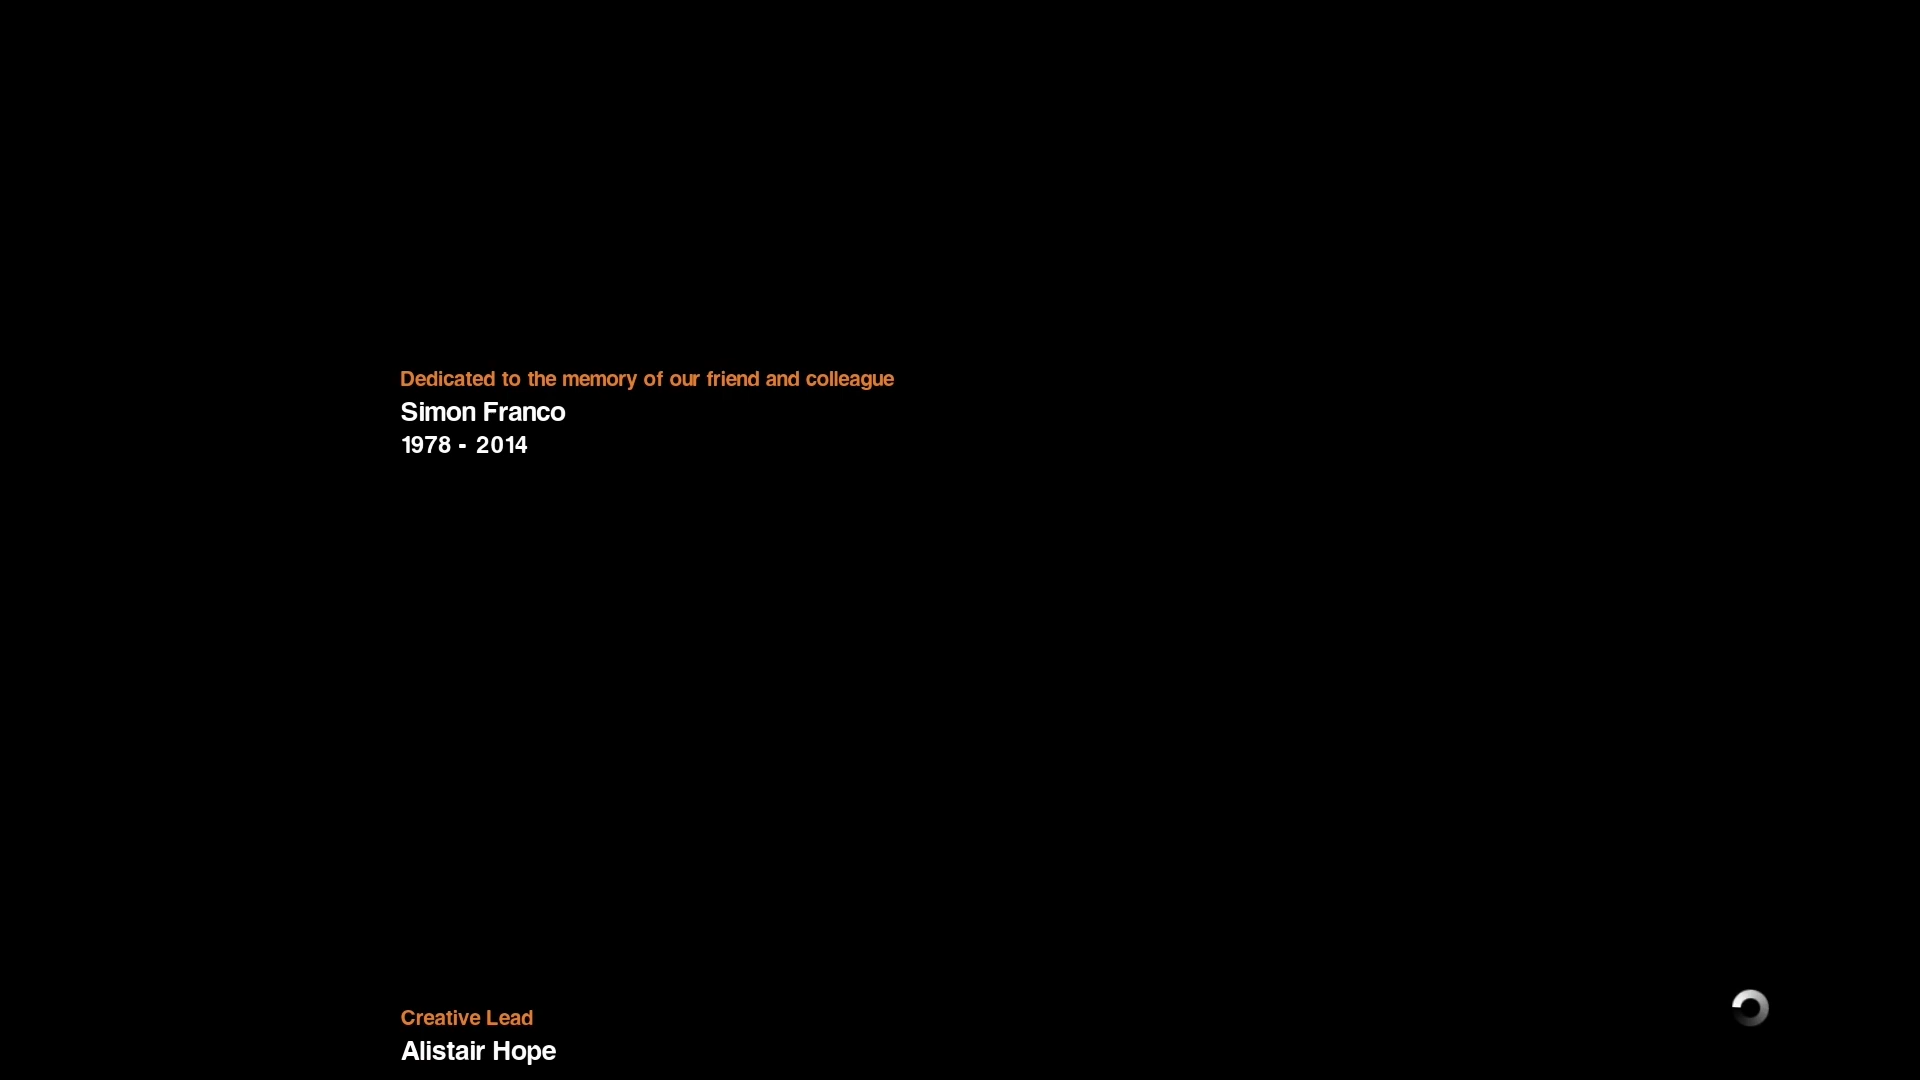 Dedicated to the memory of our friend and colleague
Simon Franco
1978 - 2014
Creative Lead
Alistair Hope